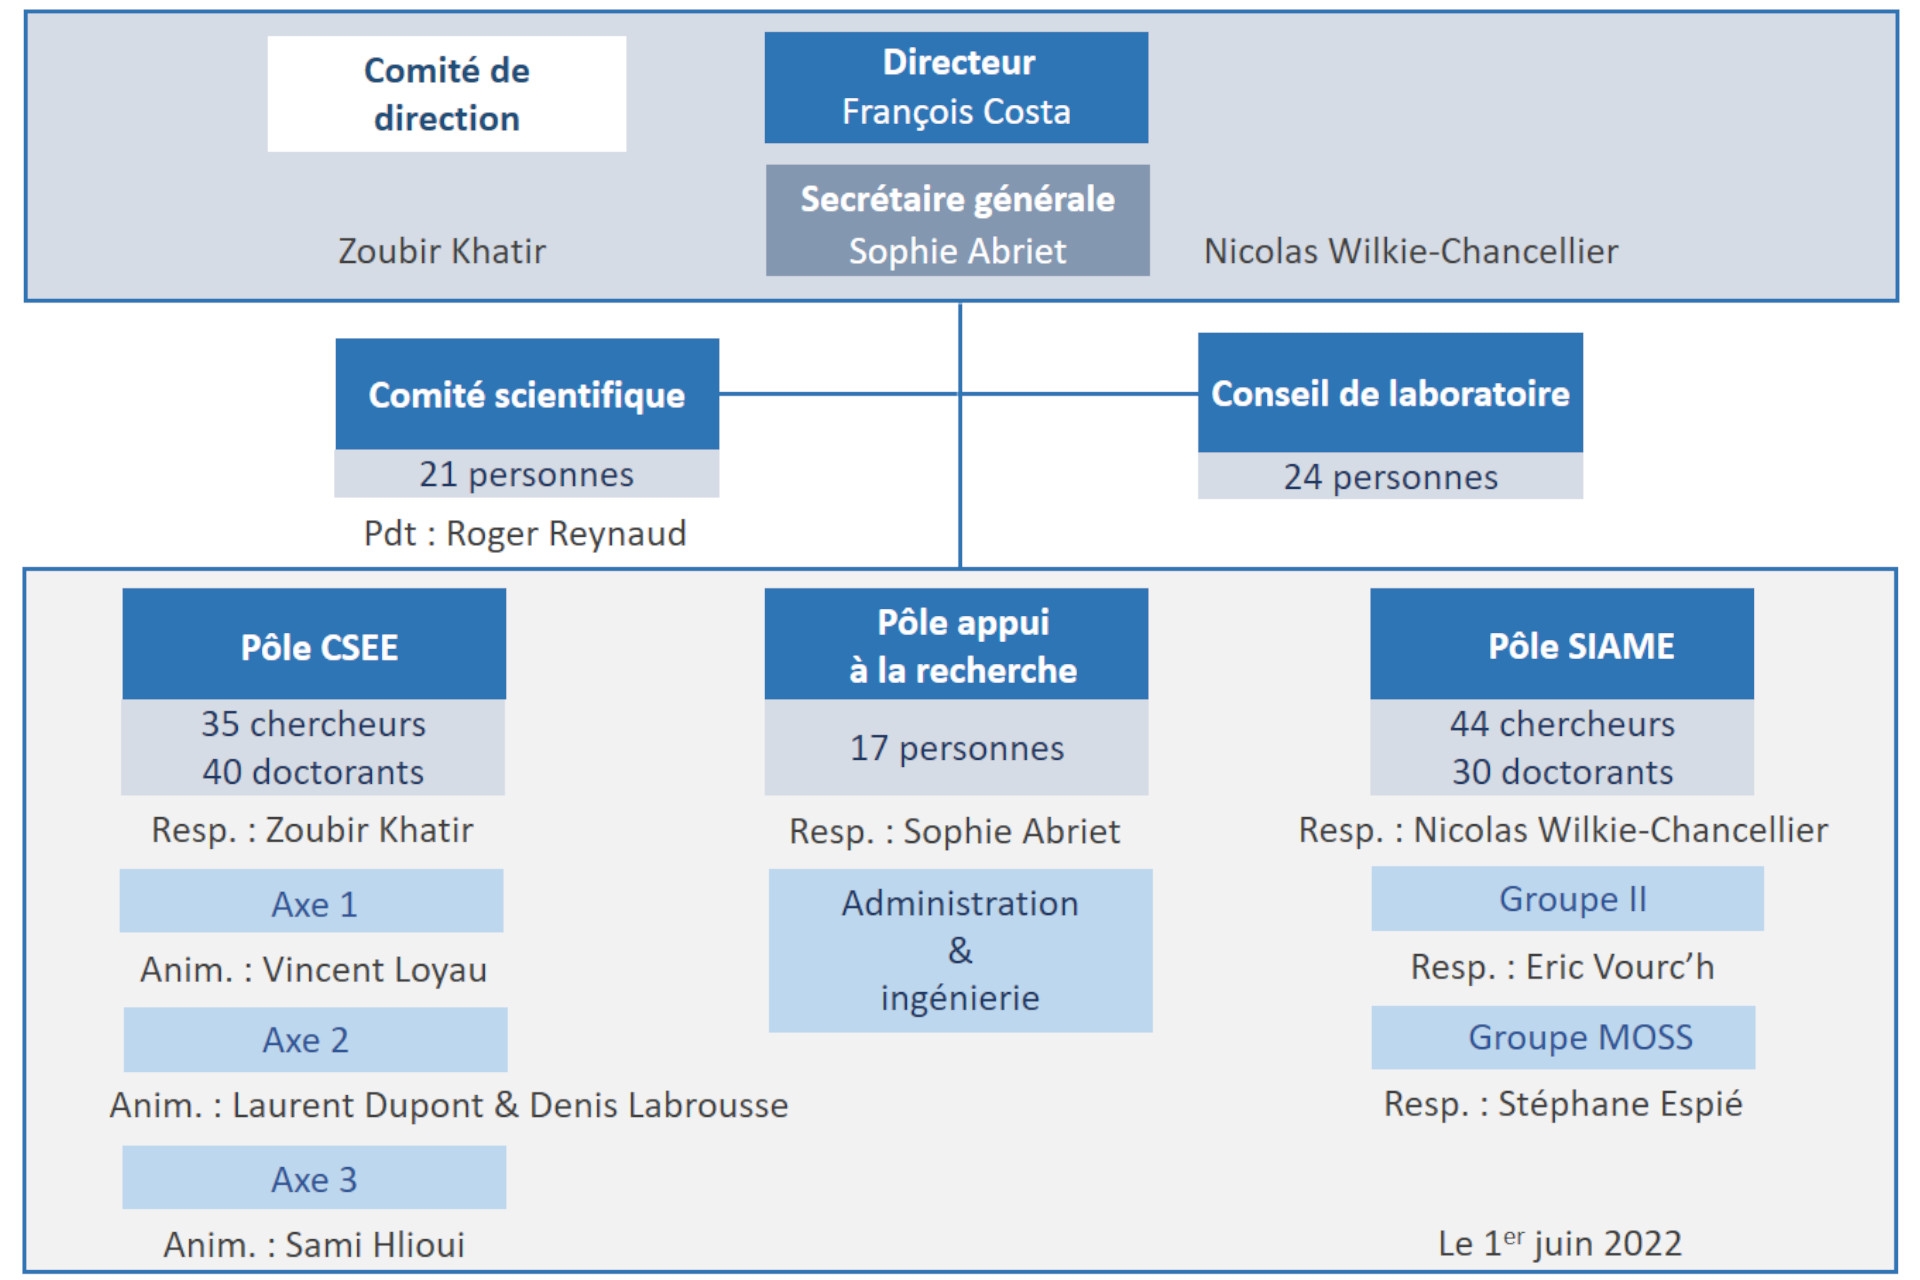 Comité de
direction
Directeur
François Costa
Secrétaire générale
Sophie Abriet
Zoubir Khatir
Nicolas Wilkie-Chancellier
Comité scientifique
21 personnes
Pdt : Roger Reynaud
Conseil de laboratoire
24 personnes
Pôle CSEE
35 chercheurs
40 doctorants
Resp. : Zoubir Khatir
Axe 1
Anim. : Vincent Loyau
Axe 2
Anim. : Laurent Dupont & Denis Labrousse
Axe 3
Anim. : Sami Hlioui
Pôle appui
à la recherche
17 personnes
Resp. : Sophie Abriet
Administration
&
ingénierie
Pôle SIAME
44 chercheurs
30 doctorants
Resp. : Nicolas Wilkie-Chancellier
Groupe II
Resp. : Eric Vourc’h
Groupe MOSS
Resp. : Stéphane Espié
Le 1er juin 2022